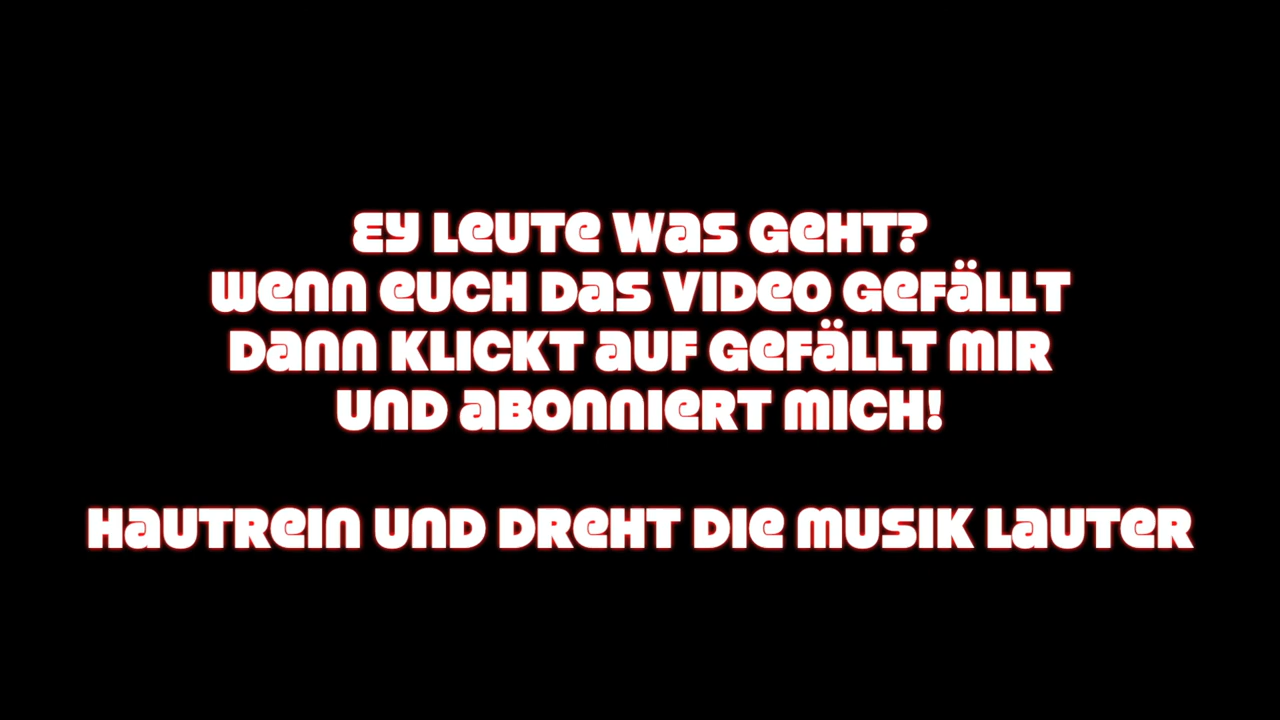 Ey Leute was geht?
wenn euch das Video gefällt
dann klickt auf gefällt mir
und abonniert mich!
Hautrein und dreht die Musik lauter